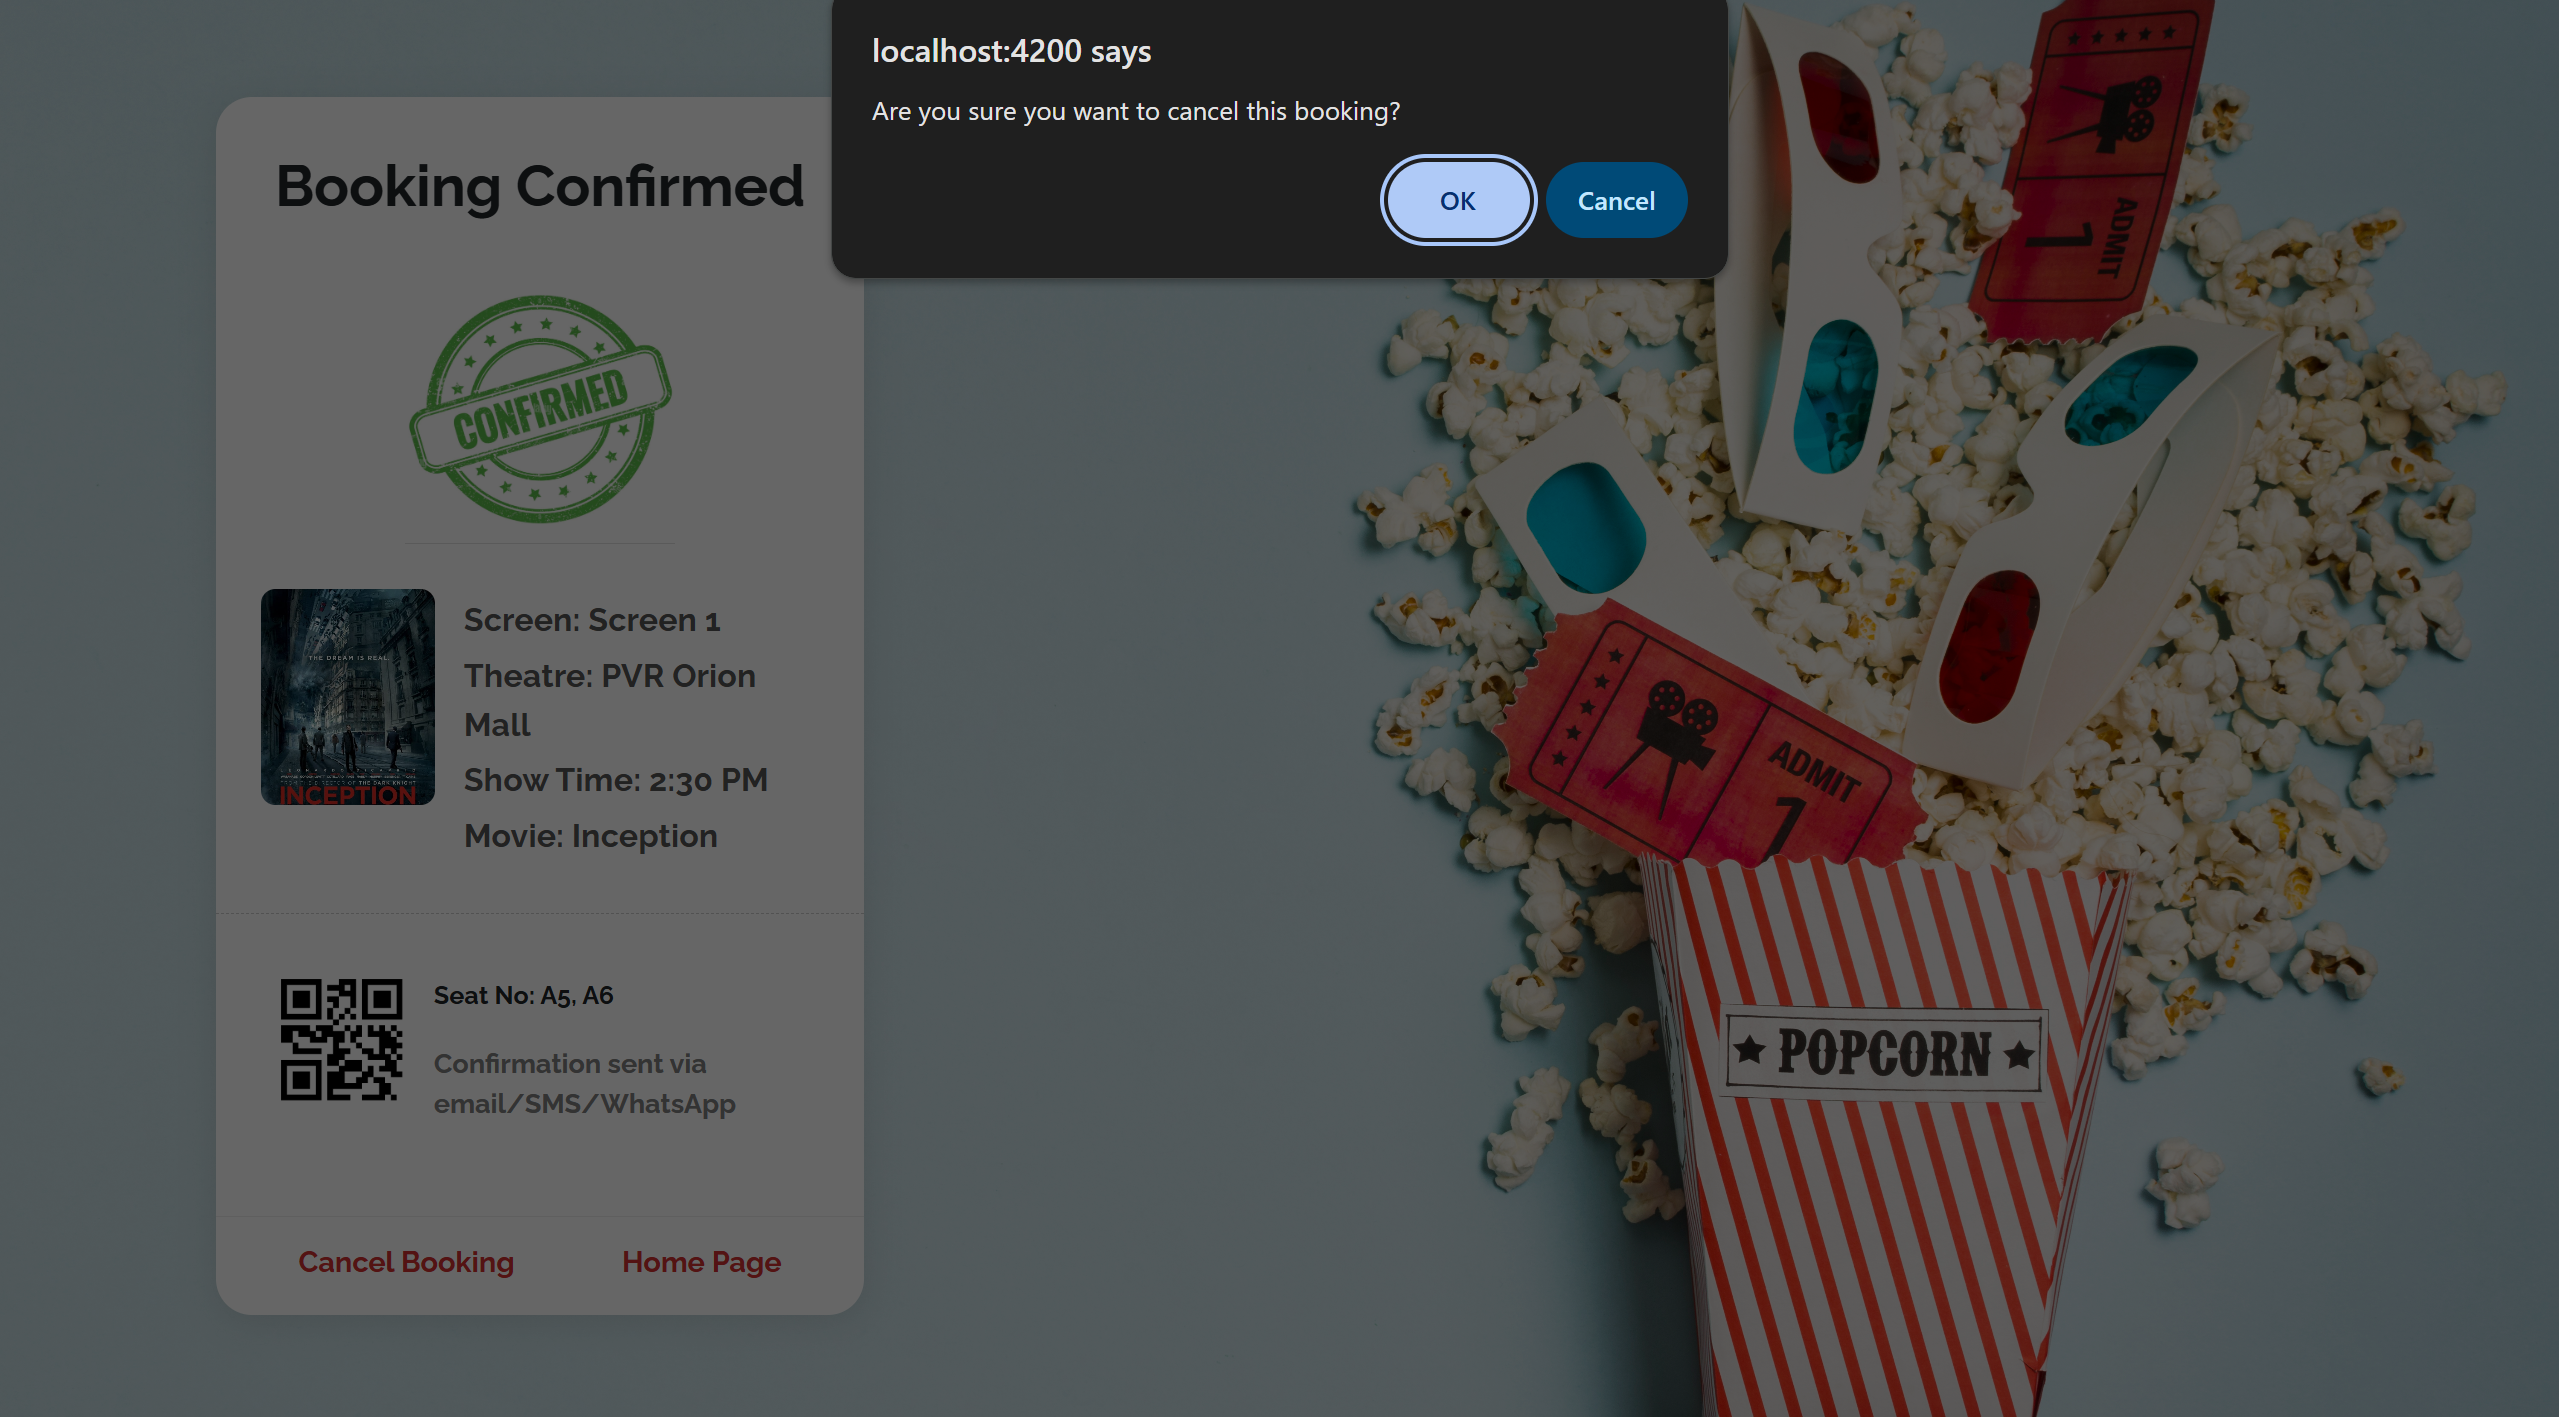 localhost:4200 says
Are you sure you want to cancel this booking?
OK
Cancel
Booking Confirmed
CONFIRMED
THE DREAM IS REAL.
INCEPTION
Screen: Screen 1
Theatre: PVR Orion
Mall
Show Time: 2:30 PM
Movie: Inception
Seat No: A5, A6
Confirmation sent via
email/SMS/WhatsApp
Cancel Booking
Home Page
ADMIT
1
ADMIT
1
POPCORN